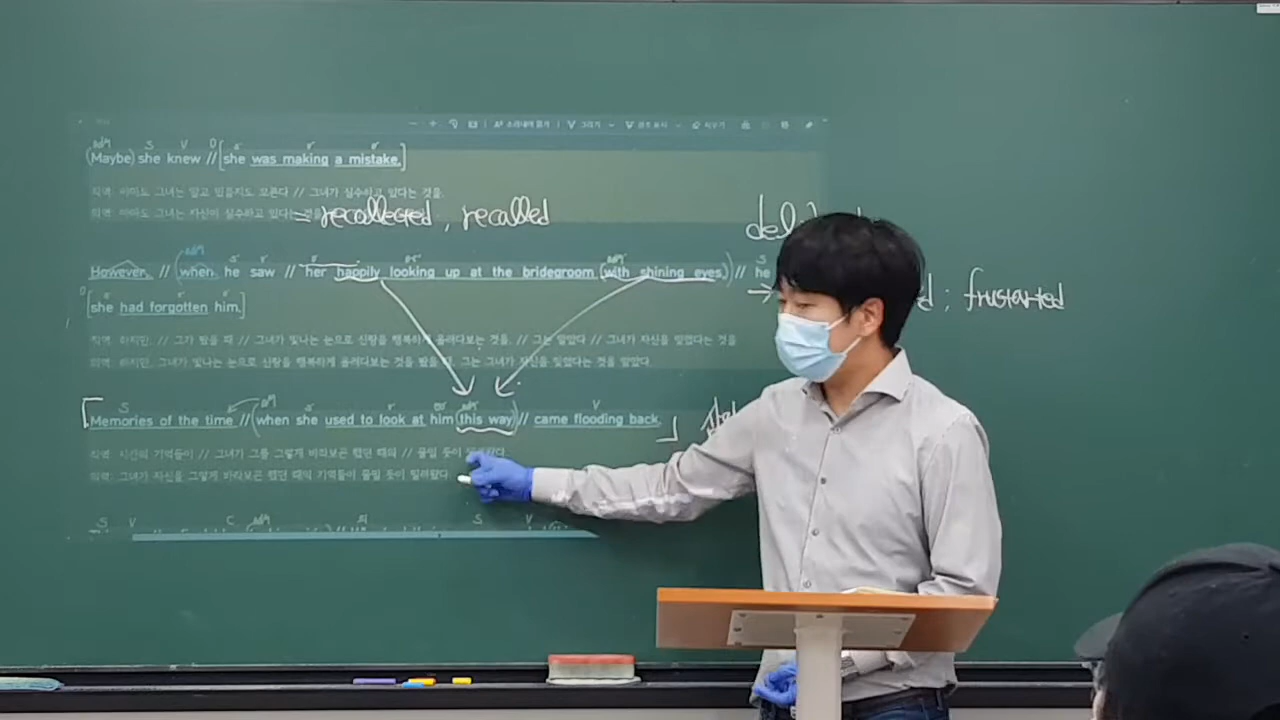 소리내어 읽기 그리기 지우기
(Maybe) she knew // [she was making a mistake.]
직역: 아마도 그녀는 알고 있을지도 모른다 // 그녀가 실수하고 있다는 것을.
의역: 아마도 그녀는 자신이 실수하고 있다는 것을
= recollected, recalled
However, // (when he saw // her happily looking up at the bridegroom (with shining eyes,) // he
; frustarted
[she had forgotten him.]
직역: 하지만, // 그가 봤을 때 // 그녀가 빛나는 눈으로 신랑을 행복하게 올려다보는 것을, // 그는 알았다 // 그녀가 자신을 잊었다는 것을
의역: 하지만, 그녀가 빛나는 눈으로 신랑을 행복하게 올려다보는 것을 봤을 때, 그는 그녀가 자신을 잊었다는 것을 알았다.
Memories of the time // (when she used to look at him (this way) // came flooding back.
직역: 시간의 기억들이 // 그녀가 그를 그렇게 바라보곤 했던 때의 // 물밀 듯이
의역: 그녀가 자신을 그렇게 바라보곤 했던 때의 기억들이 물밀 듯이 밀려왔다.
S V C S V